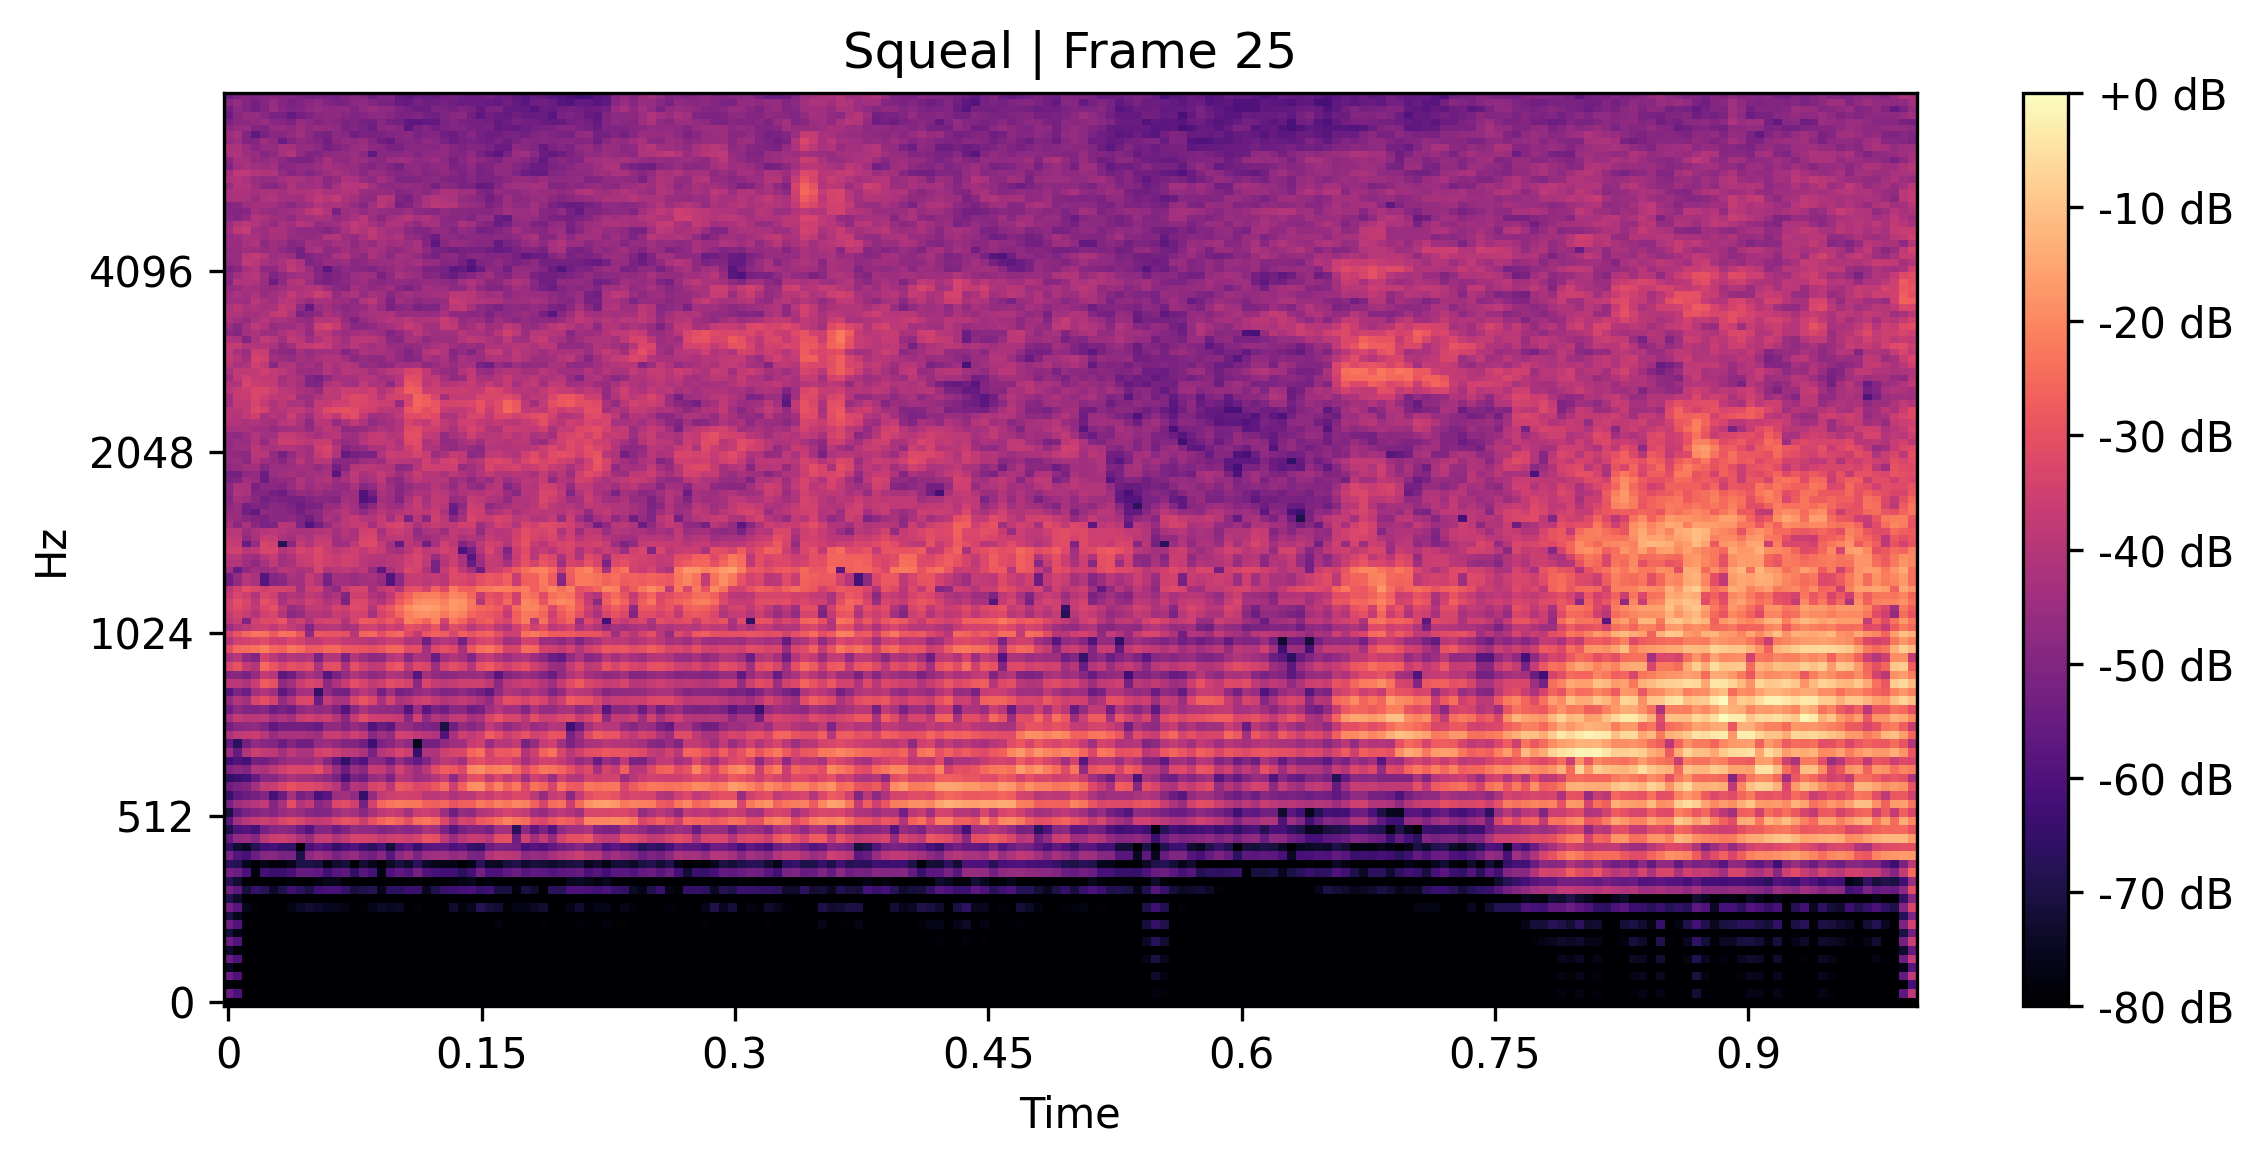 Squeal | Frame 25
+0 dB
-10 dB
-20 dB
-30 dB
-40 dB
-50 dB
-60 dB
-70 dB
-80 dB
4096
2048
1024
512
0
Hz
0 0.15 0.3 0.45 0.6 0.75 0.9
Time